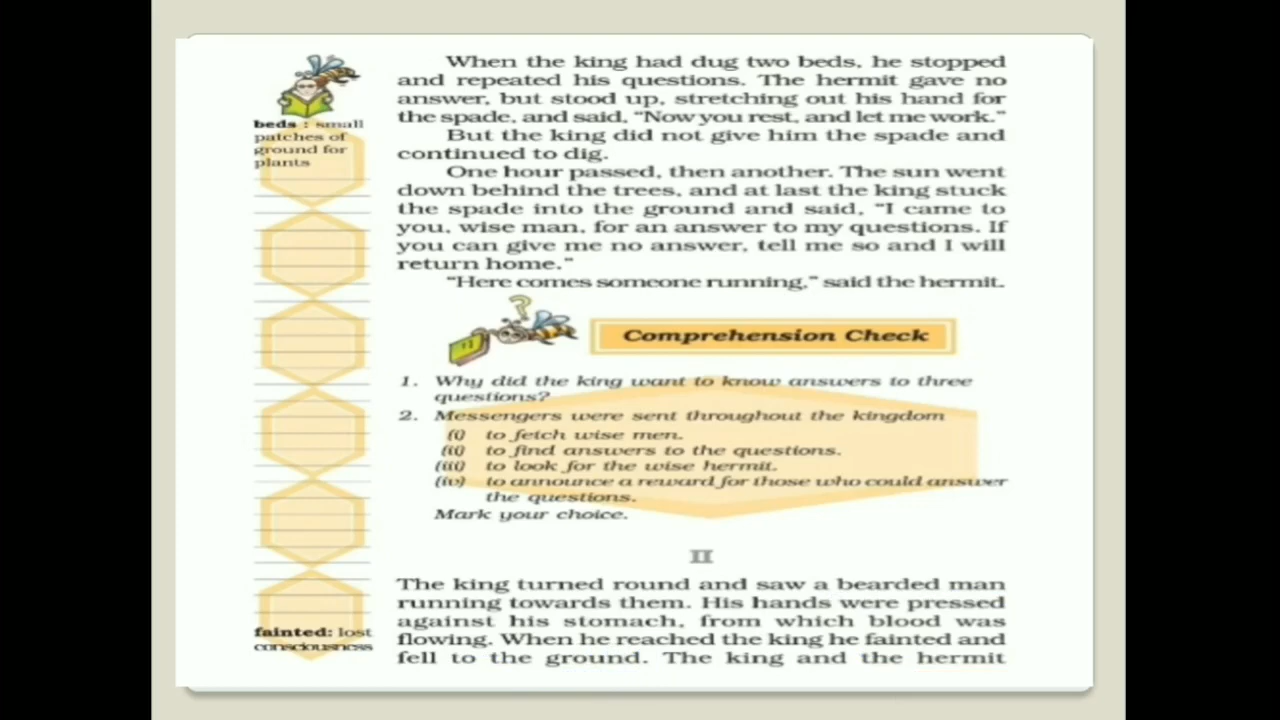 When the king had dug two beds, he stopped
and repeated his questions. The hermit gave no
answer, but stood up, stretching out his hand for
the spade, and said, “Now you rest, and let me work.”
But the king did not give him the spade and
continued to dig.
One hour passed, then another. The sun went
down behind the trees, and at last the king stuck
the spade into the ground and said, “I came to
you, wise man, for an answer to my questions. If
you can give me no answer, tell me so and I will
return home.”
“Here comes someone running,” said the hermit.
beds : small
patches of
ground for
plants
?
Comprehension Check
1. Why did the king want to know answers to three
questions?
2. Messengers were sent throughout the kingdom
(i) to fetch wise men.
(ii) to find answers to the questions.
(iii) to look for the wise hermit.
(iv) to announce a reward for those who could answer
the questions.
Mark your choice.
II
The king turned round and saw a bearded man
running towards them. His hands were pressed
against his stomach, from which blood was
flowing. When he reached the king he fainted and
fell to the ground. The king and the hermit
fainted: lost
consciousness